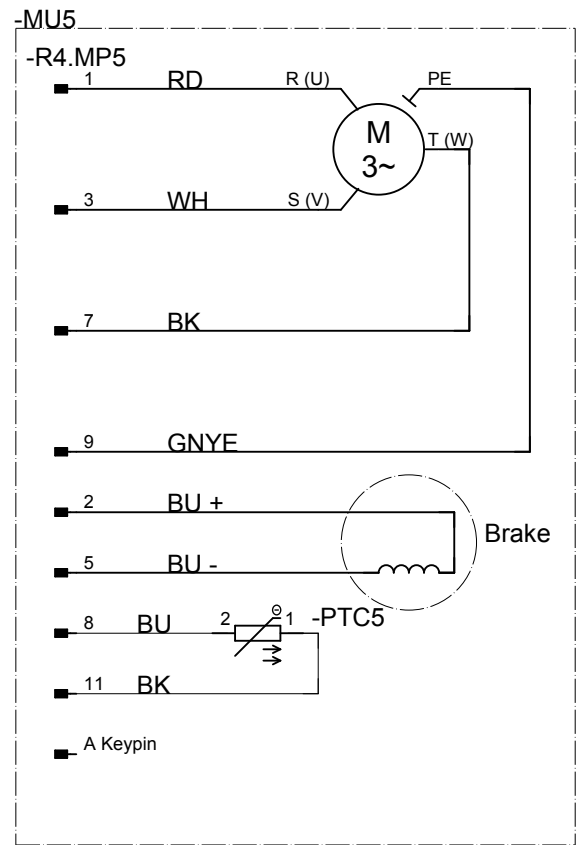 -MU5
-R4.MP5
1 RD R (U) PE
M
3~
T (W)
3 WH S (V)
7 BK
9 GNYE
2 BU +
Brake
5 BU -
8 BU 2 Θ 1 -PTC5
11 BK
A Keypin